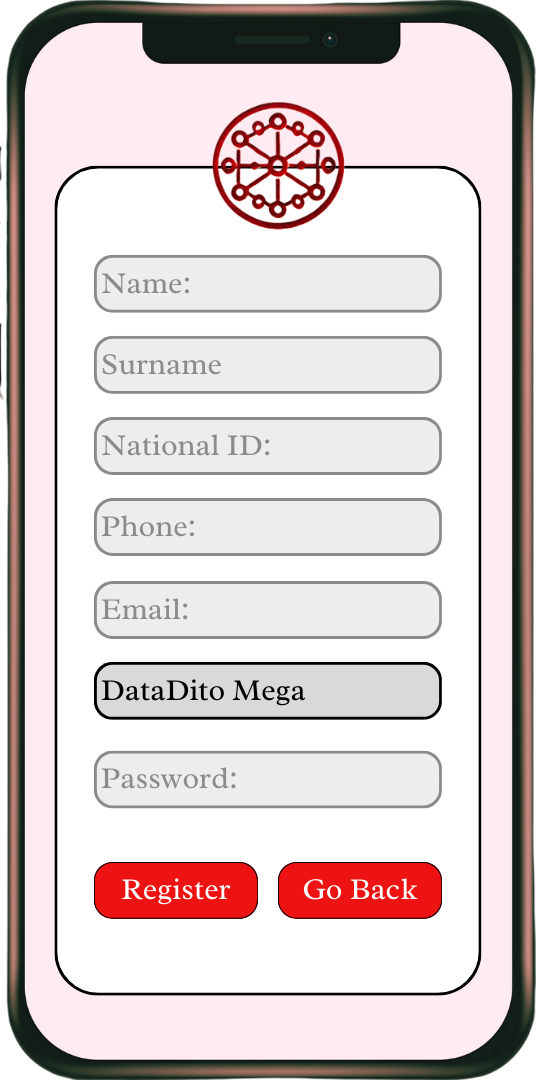 Name:
Surname
National ID:
Phone:
Email:
DataDito Mega
Password:
Register
Go Back